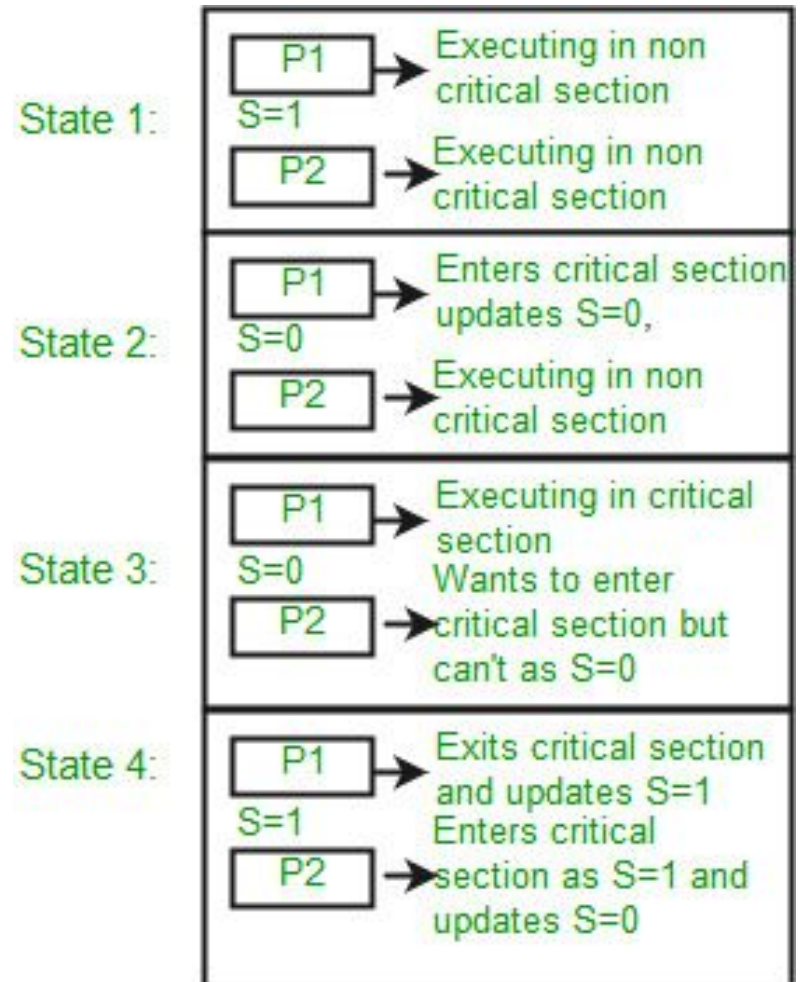 State 1:
P1
Executing in non
critical section
S=1
P2
Executing in non
critical section
State 2:
P1
Enters critical section
updates S=0,
S=0
P2
Executing in non
critical section
State 3:
P1
Executing in critical
section
S=0
P2
Wants to enter
critical section but
can't as S=0
State 4:
P1
Exits critical section
and updates S=1
S=1
P2
Enters critical
section as S=1 and
updates S=0